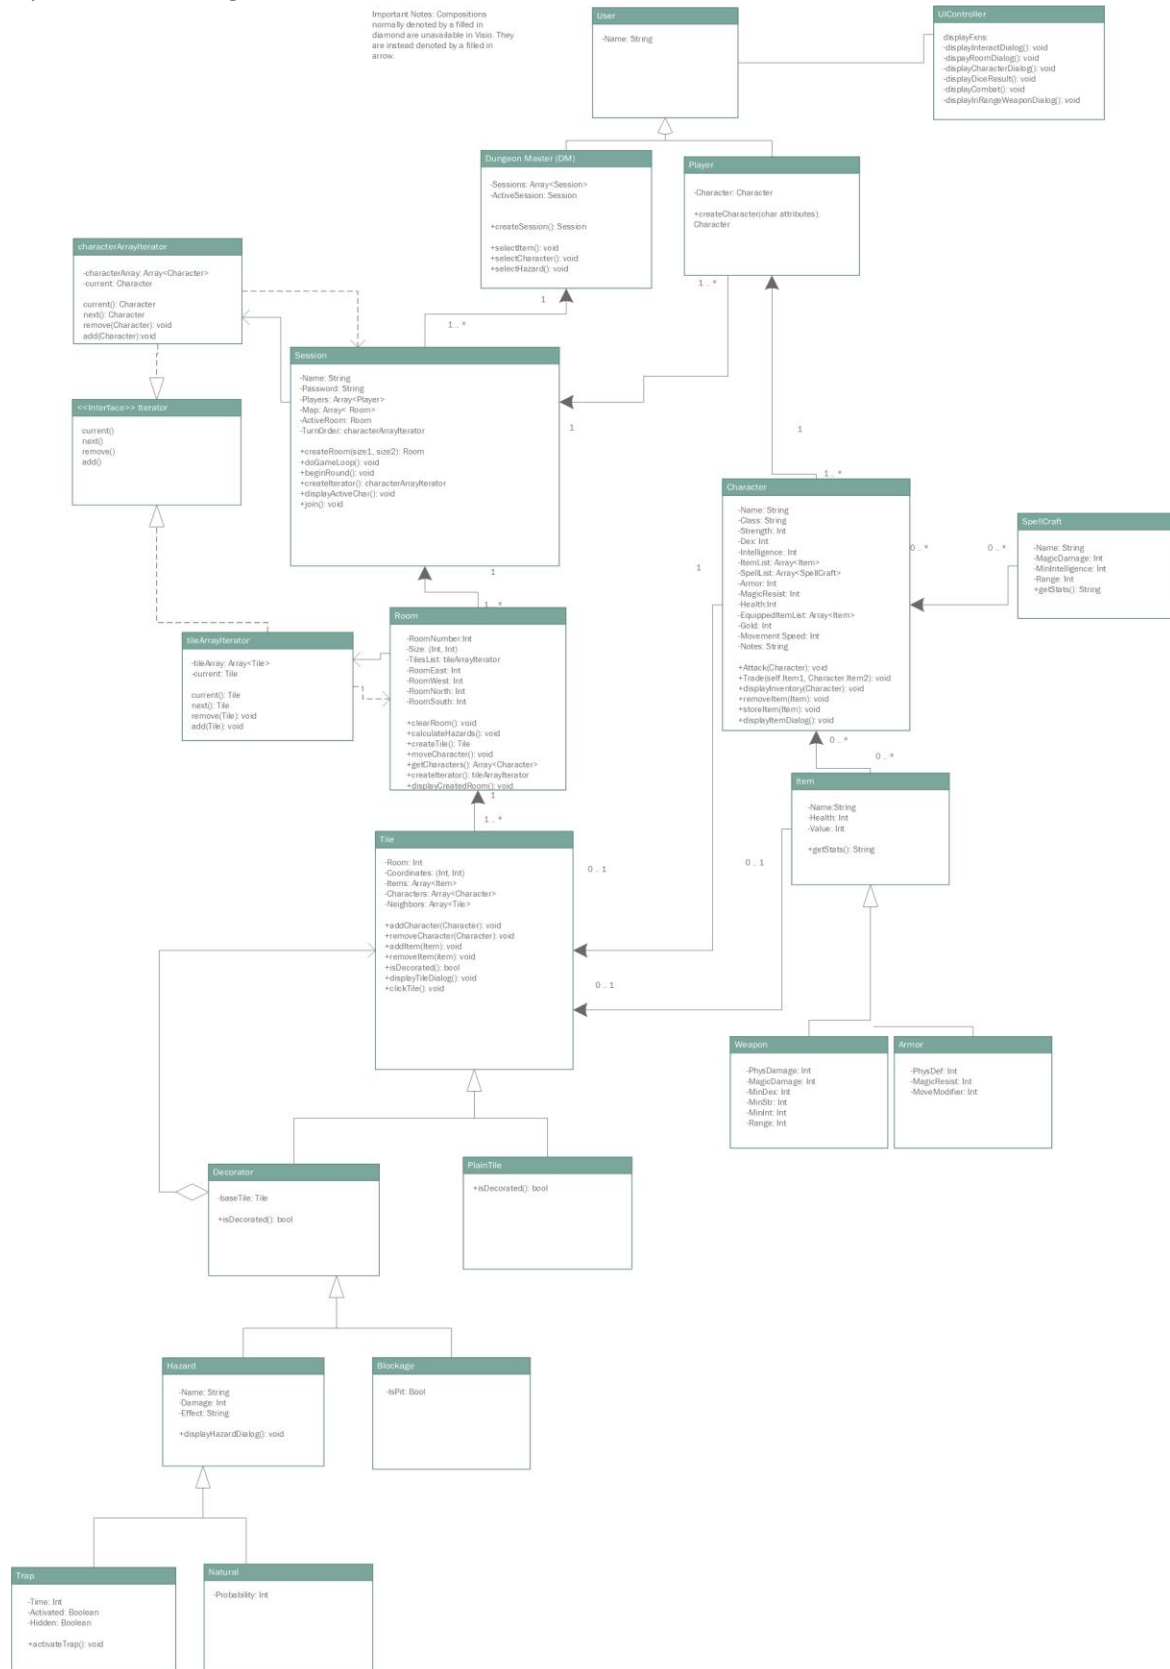 Important Notes: Compositions
normally denoted by a filled in
diamond are unavailable in Visio. They
are instead denoted by a filled in
arrow.
User
-Name: String
UIController
displayFxns:
-displayInteractDialog(): void
-dispayRoomDialog(): void
-displayCharacterDialog(): void
-displayDiceResult(): void
-displayCombat(): void
-displayInRangeWeaponDialog(): void
Dungeon Master (DM)
-Sessions: Array<Session>
-ActiveSession: Session
+createSession(): Session
+selectItem(): void
+selectCharacter(): void
+selectHazard(): void
Player
-Character: Character
+createCharacter(char attributes):
Character
characterArrayIterator
-characterArray: Array<Character>
-current: Character
current(): Character
next(): Character
remove(Character): void
add(Character):void
1
1 .. *
1 .. *
Session
-Name: String
-Password: String
-Players: Array<Player>
-Map: Array< Room>
-ActiveRoom: Room
-TurnOrder: characterArrayIterator
+createRoom(size1, size2): Room
+doGameLoop(): void
+beginRound(): void
+createIterator(): characterArrayIterator
+displayActiveChar(): void
+join(): void
1
1
<<Interface>> Iterator
current()
next()
remove()
add()
1 .. *
Character
-Name: String
-Class: String
-Strength: Int
-Dex: Int
-Intelligence: Int
-ItemList: Array<Item>
-SpellList: Array<SpellCraft>
-Armor: Int
-MagicResist: Int
-Health:Int
-EquippedItemList: Array<Item>
-Gold: Int
-Movement Speed: Int
-Notes: String
+Attack(Character): void
+Trade(self.Item1, Character.Item2): void
+displayInventory(Character): void
+removeItem(Item): void
+storeItem(Item): void
+displayItemDialog(): void
0 .. *
0 .. *
SpellCraft
-Name: String
-MagicDamage: Int
-MinIntelligence: Int
-Range: Int
+getStats(): String
1
1
1 .. *
Room
-RoomNumber:Int
-Size: (Int, Int)
-TilesList: tileArrayIterator
-RoomEast: Int
-RoomWest: Int
-RoomNorth: Int
-RoomSouth: Int
+clearRoom(): void
+calculateHazards(): void
+createTile(): Tile
+moveCharacter(): void
+getCharacters(): Array<Character>
+createIterator(): tileArrayIterator
+displayCreatedRoom(): void
tileArrayIterator
-tileArray: Array<Tile>
-current: Tile
current(): Tile
next(): Tile
remove(Tile): void
add(Tile): void
0 .. *
0 .. *
Item
-Name:String
-Health: Int
-Value: Int
+getStats(): String
1
1 .. *
Tile
-Room: Int
-Coordinates: (Int, Int)
-Items: Array<Item>
-Characters: Array<Character>
-Neighbors: Array<Tile>
+addCharacter(Character): void
+removeCharacter(Character): void
+addItem(Item): void
+removeItem(item): void
+isDecorated(): bool
+displayTileDialog(): void
+clickTile(): void
0 .. 1
0 .. 1
0 .. 1
Weapon
-PhysDamage: Int
-MagicDamage: Int
-MinDex: Int
-MinStr: Int
-MinInt: Int
-Range: Int
Armor
-PhysDef: Int
-MagicResist: Int
-MoveModifier: Int
Decorator
-baseTile: Tile
+isDecorated(): bool
PlainTile
+isDecorated(): bool
Hazard
-Name: String
-Damage: Int
-Effect: String
+displayHazardDialog(): void
Blockage
-IsPit: Bool
Trap
-Time: Int
-Activated: Boolean
-Hidden: Boolean
+activateTrap(): void
Natural
-Probability: Int